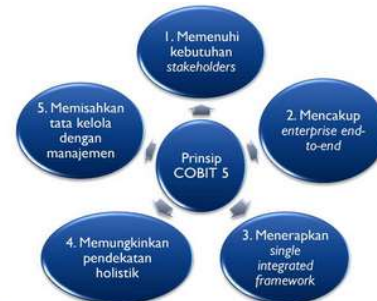 1. Memenuhi
kebutuhan
stakeholders
2. Mencakup
enterprise end-
to-end
3. Menerapkan
single
integrated
framework
4. Memungkinkan
pendekatan
holistik
5. Memisahkan
tata kelola
dengan
manajemen
Prinsip
COBIT 5